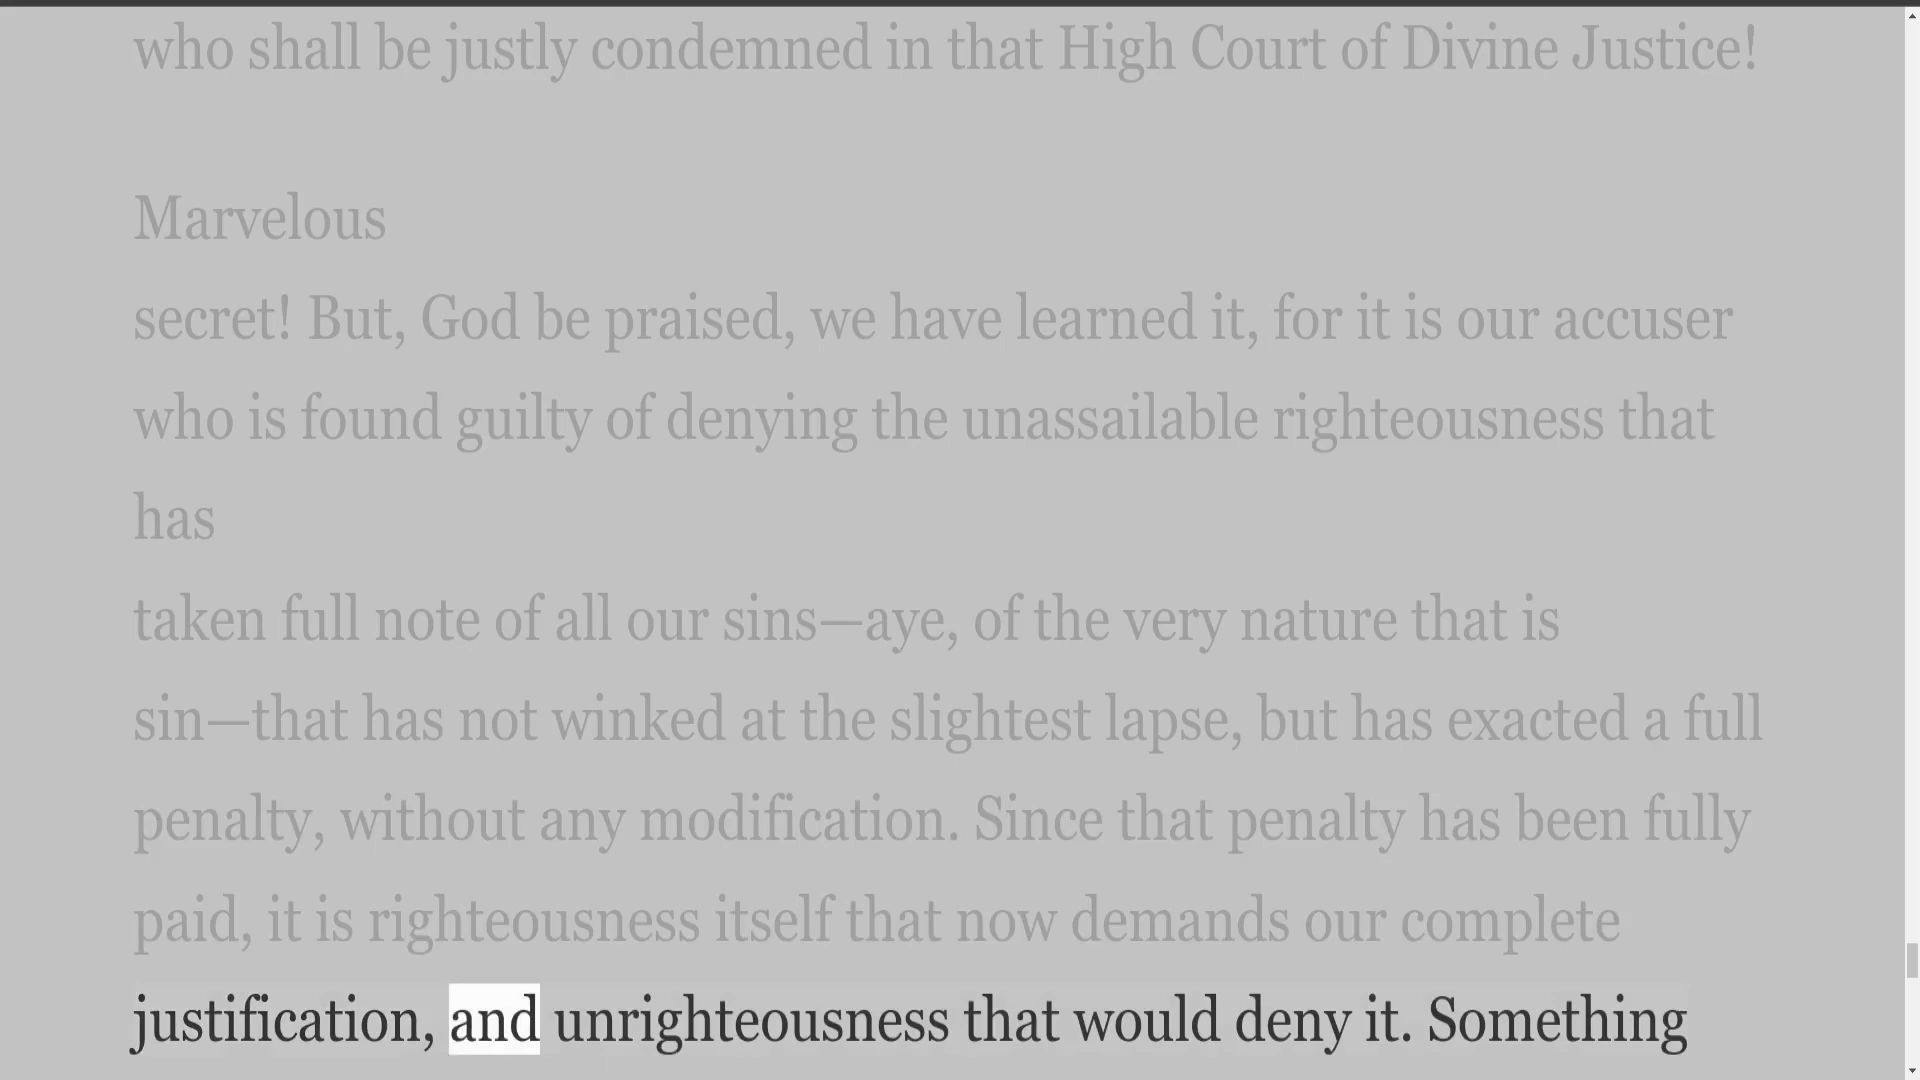 who shall be justly condemned in that High Court of Divine Justice!
Marvelous
secret! But, God be praised, we have learned it, for it is our accuser
who is found guilty of denying the unassailable righteousness that
has
taken full note of all our sins—aye, of the very nature that is
sin—that has not winked at the slightest lapse, but has exacted a full
penalty, without any modification. Since that penalty has been fully
paid, it is righteousness itself that now demands our complete
justification, and unrighteousness that would deny it. Something